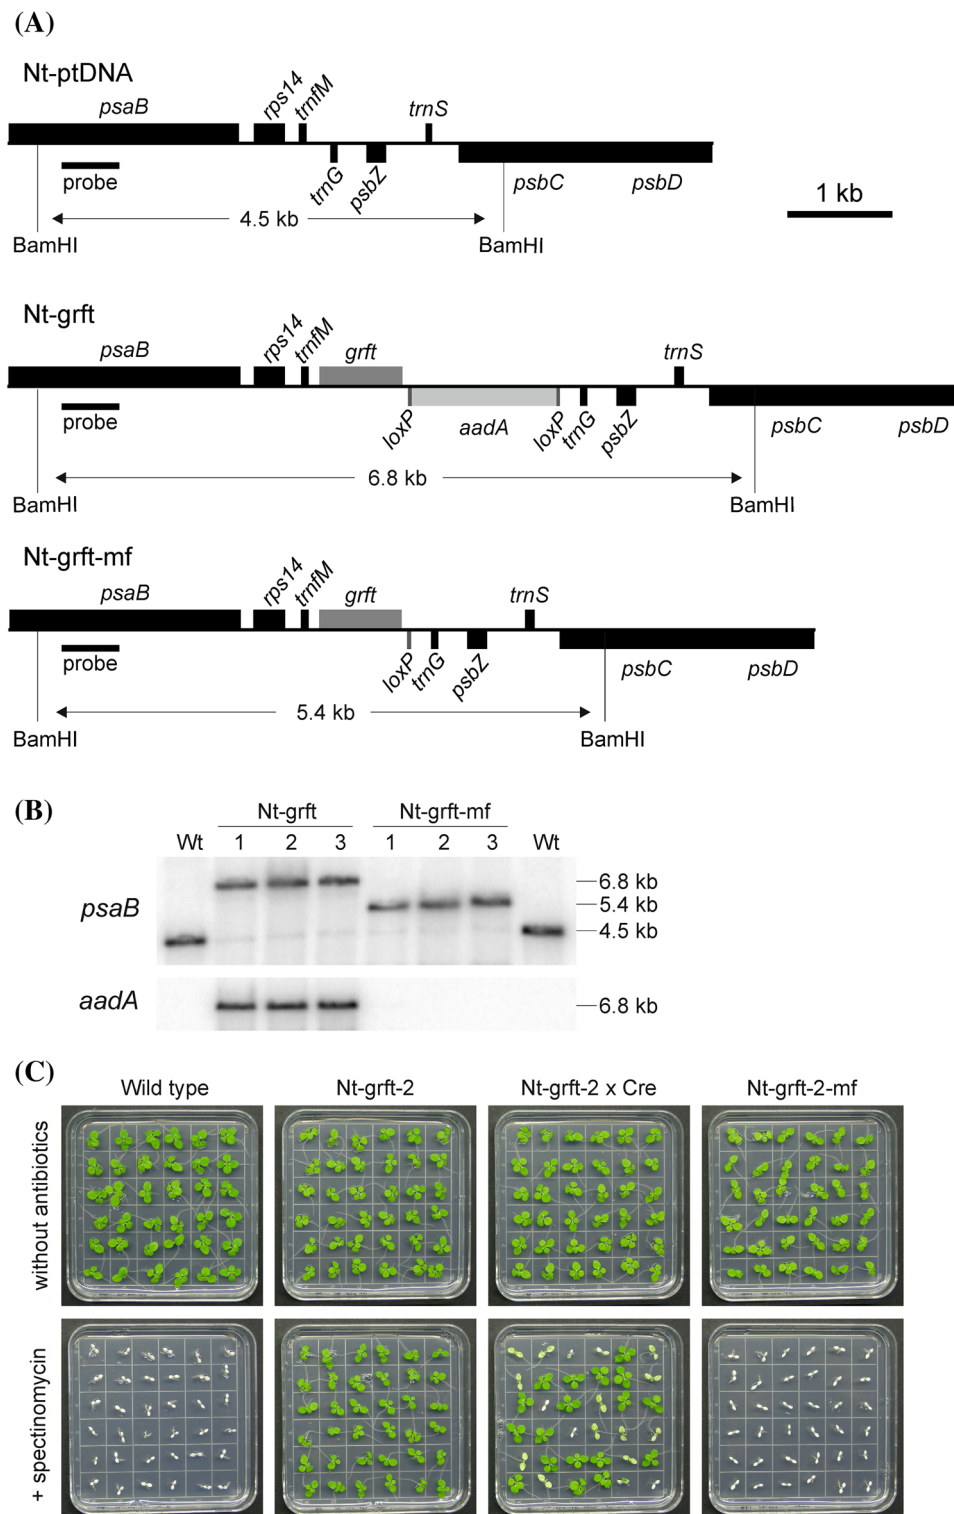 (A)
Nt-ptDNA
psaB
rps14
trnfM
trnS
probe
trnG
psbZ
psbC
psbD
1 kb
4.5 kb
BamHI
BamHI
Nt-grft
psaB
rps14
trnfM
grft
trnS
probe
loxP
aadA
loxP
trnG
psbZ
psbC
psbD
6.8 kb
BamHI
BamHI
Nt-grft-mf
psaB
rps14
trnfM
grft
trnS
probe
loxP
trnG
psbZ
psbC
psbD
5.4 kb
BamHI
BamHI
(B)
Nt-grft Nt-grft-mf
Wt 1 2 3 1 2 3 Wt
psaB
6.8 kb
5.4 kb
4.5 kb
aadA
6.8 kb
(C)
Wild type Nt-grft-2 Nt-grft-2 x Cre Nt-grft-2-mf
without antibiotics
+ spectinomycin